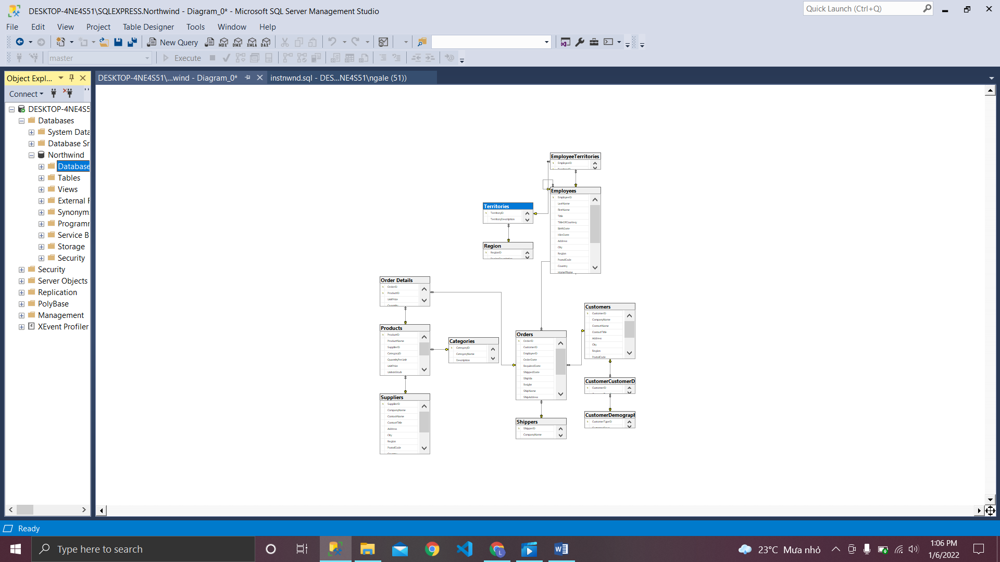 DESKTOP-4NE4S51\SQLEXPRESS.Northwind - Diagram_0* - Microsoft SQL Server Management Studio
Quick Launch (Ctrl+Q)
File Edit View Project Table Designer Tools Window Help
New Query MDX DMX XMLA DAX
master Execute
Object Expl...
DESKTOP-4NE4S51\...wind - Diagram_0*
instnwnd.sql - DES...NE4S51\ngale (51))
Connect
DESKTOP-4NE4S5
Databases
System Data
Database Sr
Northwind
Database
Tables
Views
External F
Synonym
Programr
Service B
Storage
Security
Security
Server Objects
Replication
PolyBase
Management
XEvent Profiler
EmployeeTerritories
EmployeeID
Employees
EmployeeID
LastName
FirstName
Title
TitleOfCourtesy
BirthDate
HireDate
Address
City
Region
PostalCode
Country
HomePhone
Territories
TerritoryID
TerritoryDescription
Region
RegionID
Order Details
OrderID
ProductID
UnitPrice
Quantity
Products
ProductID
ProductName
SupplierID
CategoryID
QuantityPerUnit
UnitPrice
UnitsInStock
Categories
CategoryID
CategoryName
Description
Suppliers
SupplierID
CompanyName
ContactName
ContactTitle
Address
City
Region
PostalCode
Orders
OrderID
CustomerID
EmployeeID
OrderDate
RequiredDate
ShippedDate
ShipVia
Freight
ShipName
ShipAddress
Shippers
ShipperID
CompanyName
Customers
CustomerID
CompanyName
ContactName
ContactTitle
Address
City
Region
PostalCode
CustomerCustomerD
CustomerID
CustomerDemograph
CustomerTypeID
Ready
Type here to search
23°C Mưa nhỏ
1:06 PM
1/6/2022